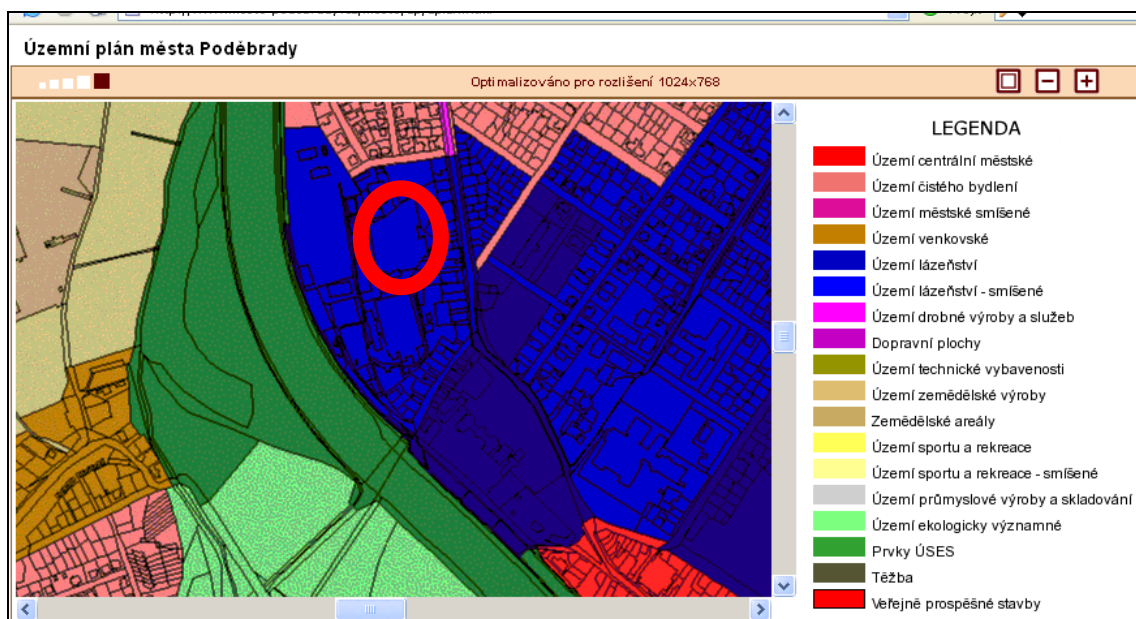 Územní plán města Poděbrady
Optimalizováno pro rozlišení 1024x768
LEGENDA
Území centrální městské
Území čistého bydlení
Území městské smíšené
Území venkovské
Území lázeňství
Území lázeňství - smíšené
Území drobné výroby a služeb
Dopravní plochy
Území technické vybavenosti
Území zemědělské výroby
Zemědělské areály
Území sportu a rekreace
Území sportu a rekreace - smíšené
Území průmyslové výroby a skladování
Území ekologicky významné
Prvky ÚSES
Těžba
Veřejně prospěšné stavby